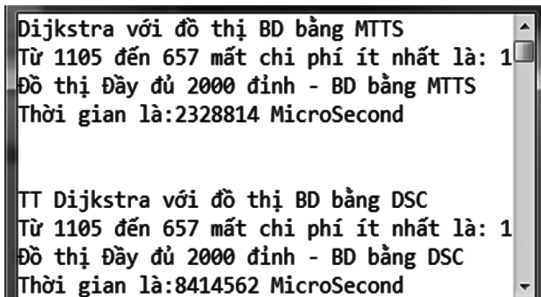 Dijkstra với đồ thị BD bằng MTTS
Từ 1105 đến 657 mất chi phí ít nhất là: 1
Đồ thị Đầy đủ 2000 đỉnh - BD bằng MTTS
Thời gian là:2328814 MicroSecond
TT Dijkstra với đồ thị BD bằng DSC
Từ 1105 đến 657 mất chi phí ít nhất là: 1
Đồ thị Đầy đủ 2000 đỉnh - BD bằng DSC
Thời gian là:8414562 MicroSecond